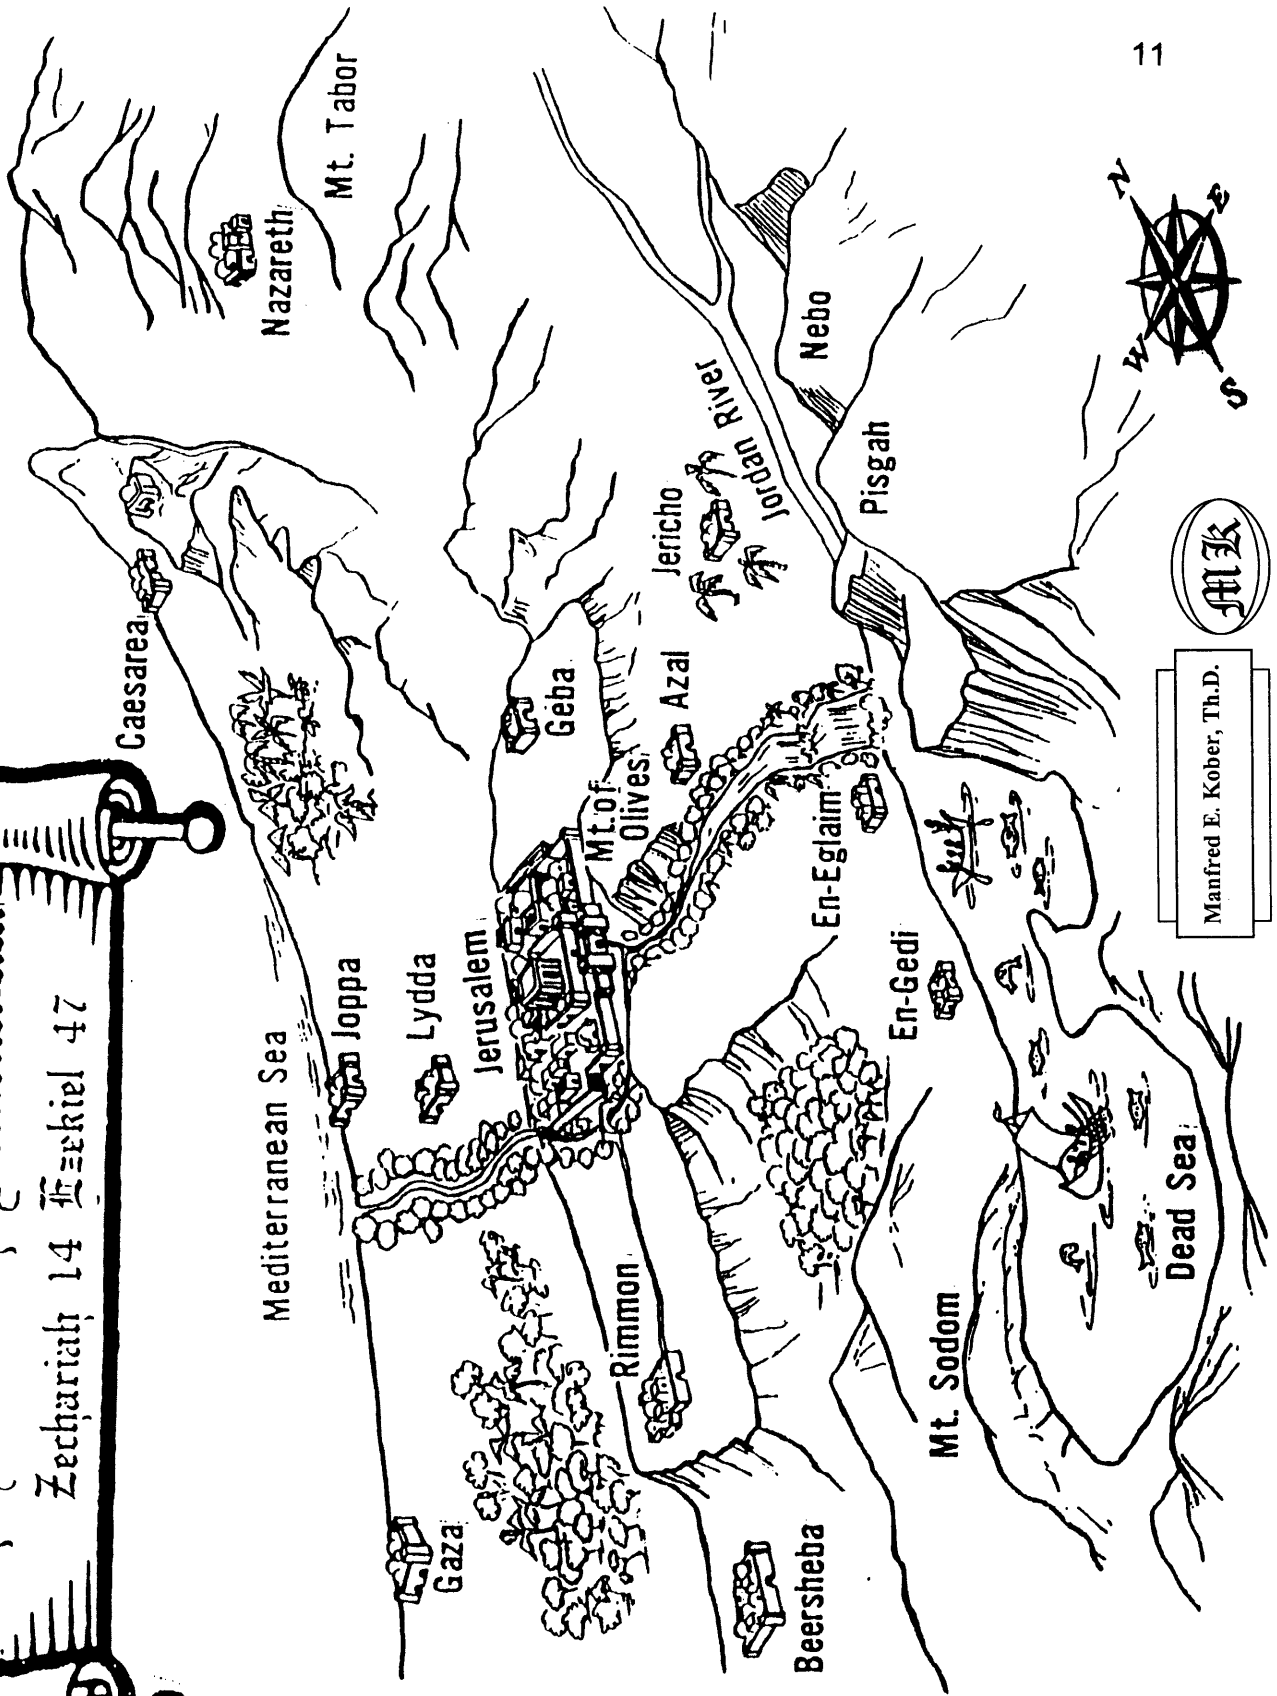 11
Zechariah 14 Ezekiel 47
Mt. Tabor
Nazareth
Caesarea
Mediterranean Sea
Joppa
Lydda
Jerusalem
Geba
Mt. of
Olives
Azal
Jericho
Jordan River
Nebo
Pisgah
En-Eglaim
En-Gedi
Rimmon
Gaza
Beersheba
Mt. Sodom
Dead Sea
N
E
W
S
MK
Manfred E. Kober, Th.D.